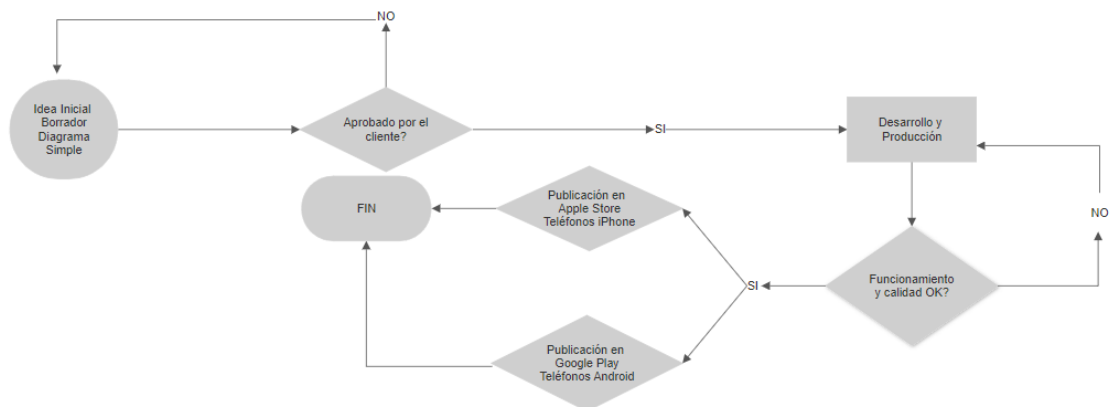 NO
Idea Inicial
Borrador
Diagrama
Simple
Aprobado por el
cliente?
SI
Desarrollo y
Producción
FIN
Publicación en
Apple Store
Teléfonos iPhone
NO
SI
Funcionamiento
y calidad OK?
Publicación en
Google Play
Teléfonos Android